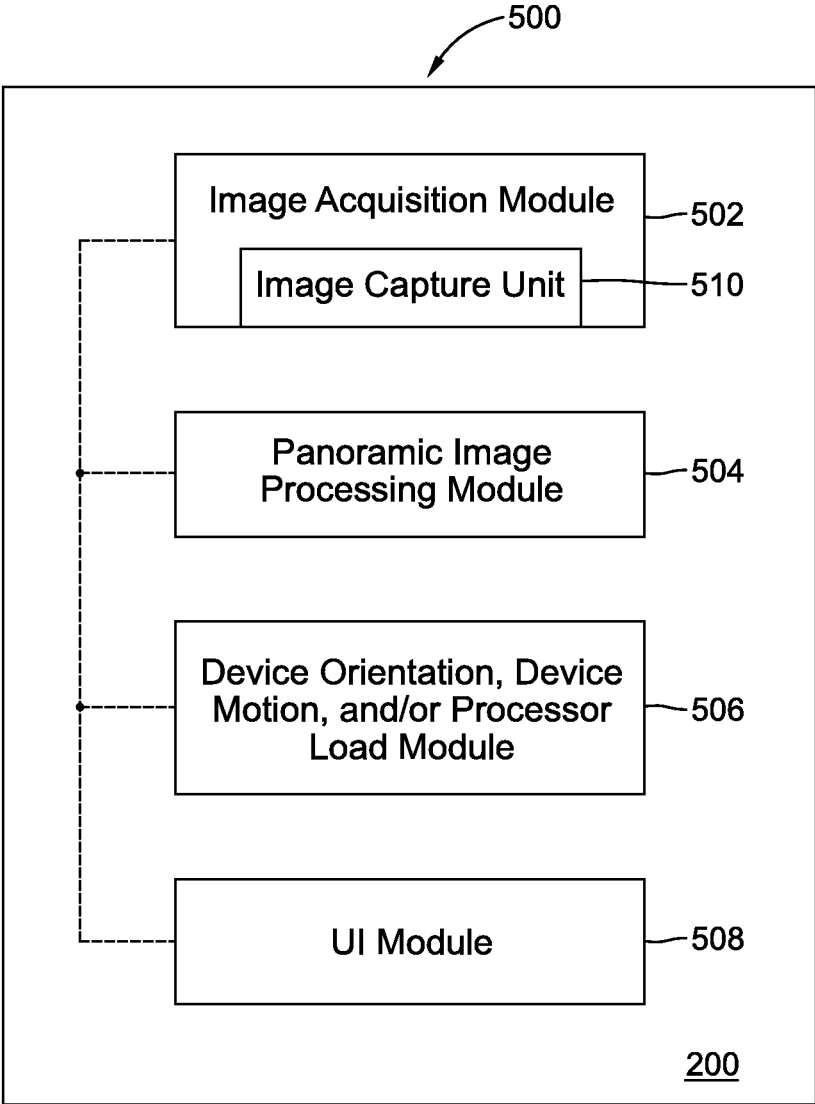 500
Image Acquisition Module
502
Image Capture Unit
510
Panoramic Image
Processing Module
504
Device Orientation, Device
Motion, and/or Processor
Load Module
506
UI Module
508
200